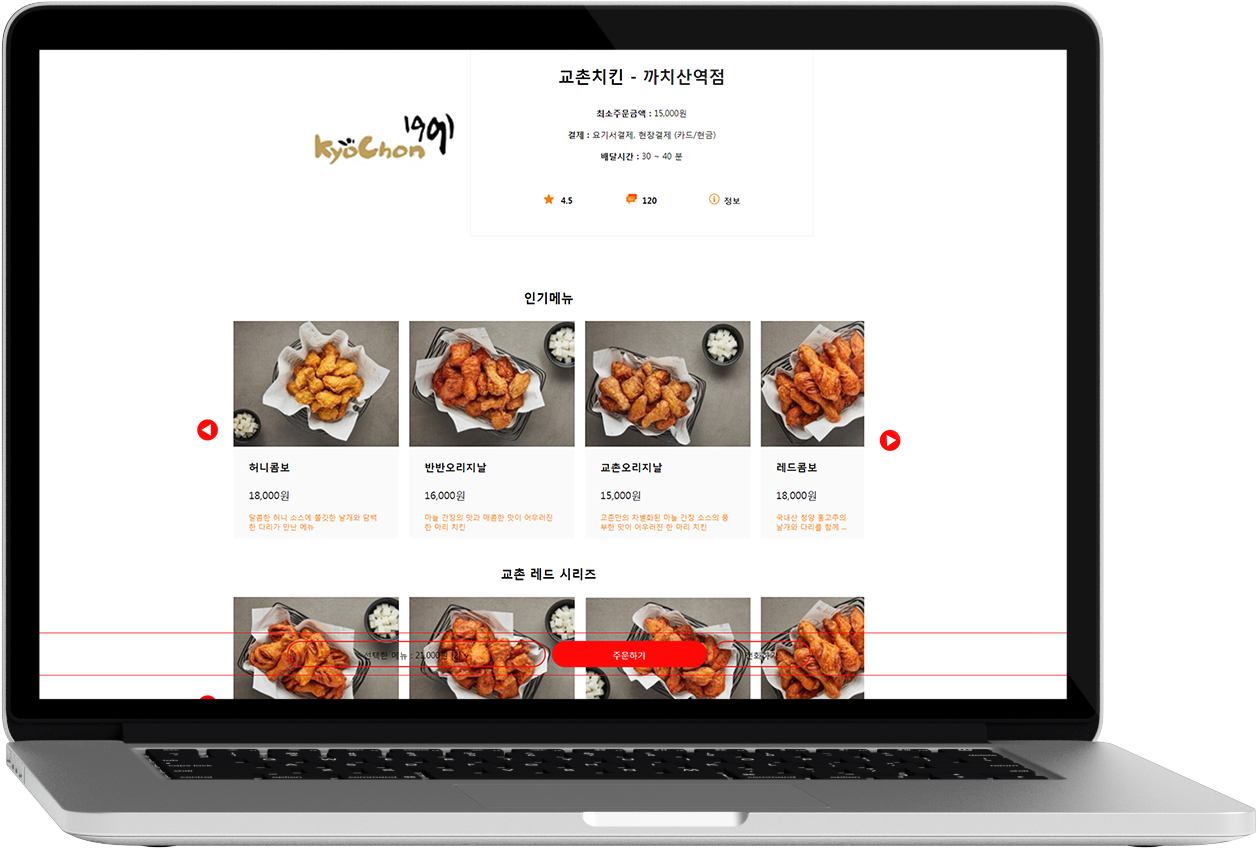 교촌치킨 - 까치산역점
최소주문금액 : 15,000원
결제 : 요기서결제, 현장결제 (카드/현금)
배달시간 : 30 ~ 40 분
KyoChon 1991
4.5
120
정보
인기메뉴
허니콤보
18,000원
달콤한 허니 소스에 쫄깃한 날개와 담백
한 다리가 만난 메뉴
반반오리지날
16,000원
마늘 간장의 맛과 매콤한 맛이 어우러진
한 마리 치킨
교촌오리지날
15,000원
교촌만의 차별화된 마늘 간장 소스의 풍
부한 맛이 어우러진 한 마리 치킨
레드콤보
18,000원
국내산 청양 홍고추의
날개와 다리를 함께 ...
교촌 레드 시리즈
선택한 메뉴 : 21,000원
주문하기
control
option
command
command
option